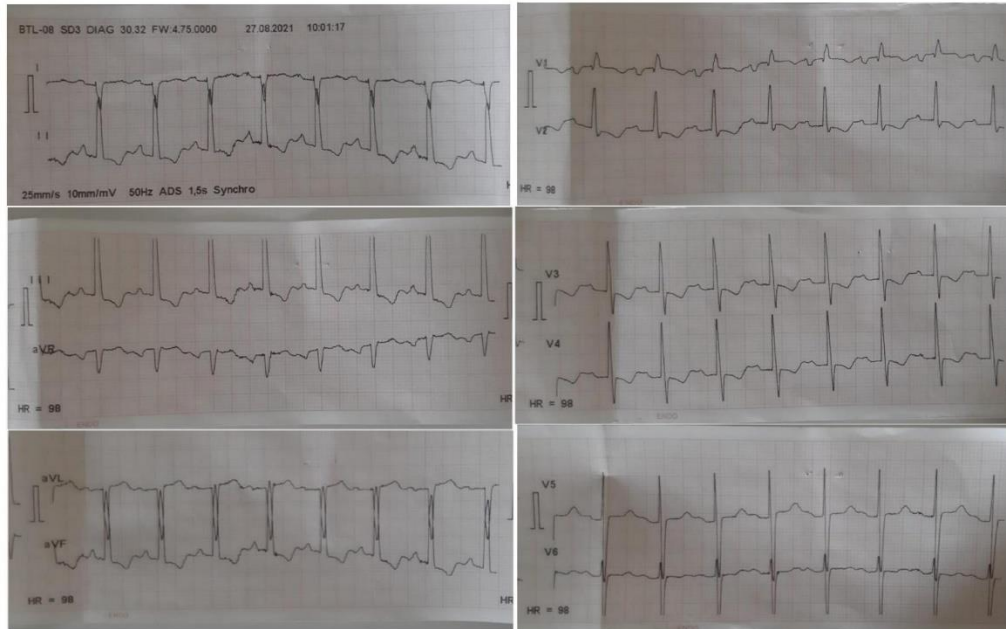 BTL-08 SD3 DIAG 30.32 FW:4.75.0000 27.08.2021 10:01:17
I
II
25mm/s 10mm/mV 50Hz ADS 1,5s Synchro
V1
V2
HR = 98
III
aVR
HR = 98
V3
V4
HR = 98
aVL
aVF
HR = 98
V5
V6
HR = 98